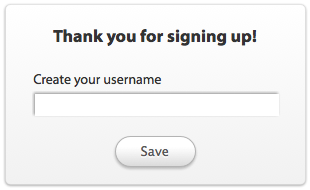 Thank you for signing up!
Create your username
Save